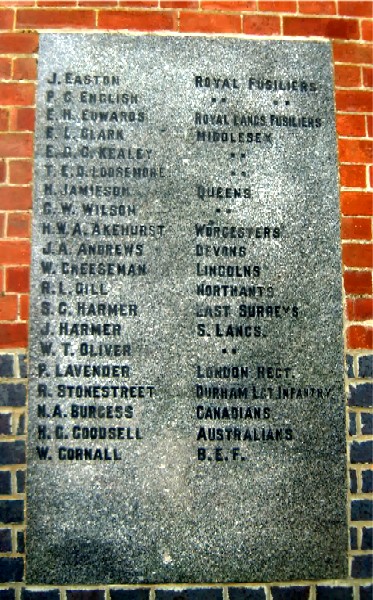 J. EASTON ROYAL FUSILIERS
P. C. ENGLISH " "
E. H. EDWARDS ROYAL LANCS. FUSILIERS
E. L. CLARK MIDDLESEX
E. D. C. KEALEY "
T. E. D. LOOSEMORE "
H. JAMIESON QUEENS
C. W. WILSON "
H. W. A. AKEHURST WORCESTERS
J. A. ANDREWS DEVONS
W. CHEESEMAN LINCOLNS
R. L. GILL NORTHANTS
S. C. HARMER EAST SURREYS
J. HARMER S. LANCS.
W. T. OLIVER "
P. LAVENDER LONDON REGT.
R. STONESTREET DURHAM LGT INFANTRY
N. A. BURGESS CANADIANS
H. C. GOODSELL AUSTRALIANS
W. CORNALL B.E.F.